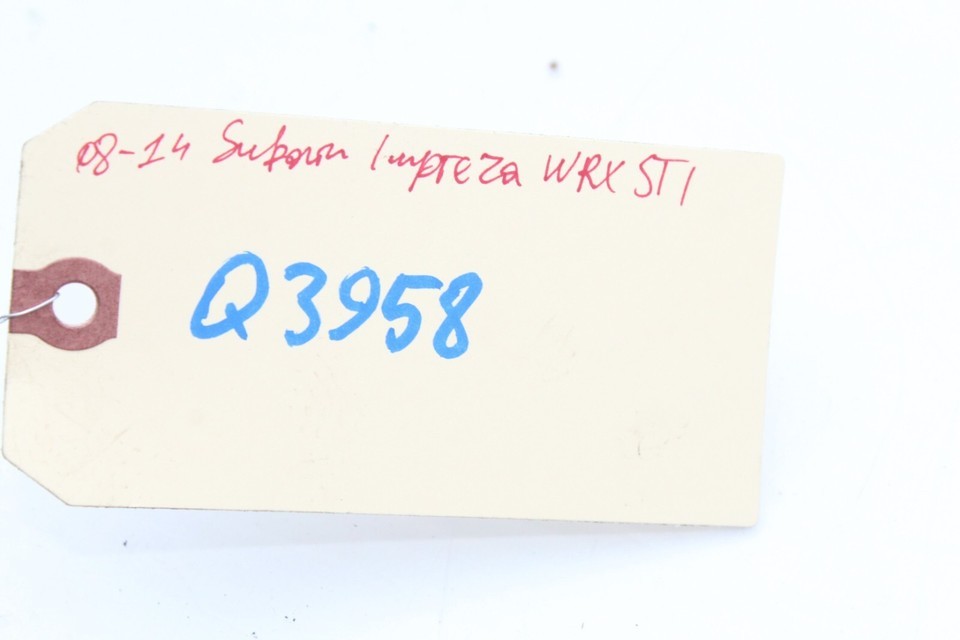 08-14 Subaru Impreza WRX STI
Q3958